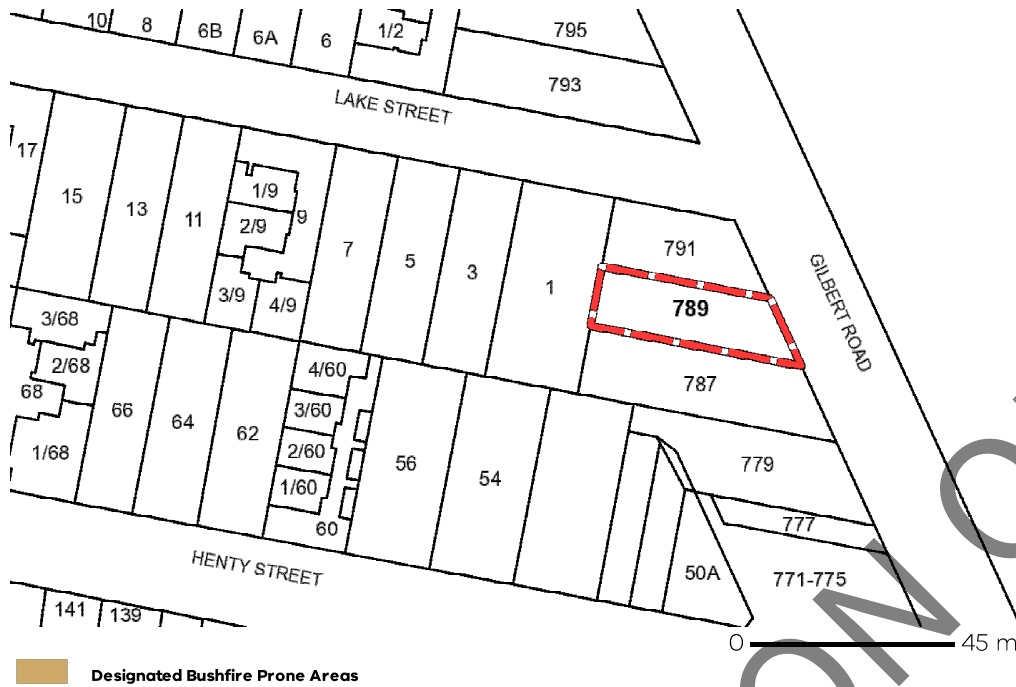 10 8 6B 6A 6 1/2 795
793
LAKE STREET
17 15 13 11 1/9 9 2/9 7 5 3 1 791
3/9 4/9
789
GILBERT ROAD
787
3/68 2/68 68 1/68 66 64 62 4/60
3/60
2/60
1/60
60
56 54 779
777
50A 771-775
HENTY STREET
141 139
0 45 m
Designated Bushfire Prone Areas